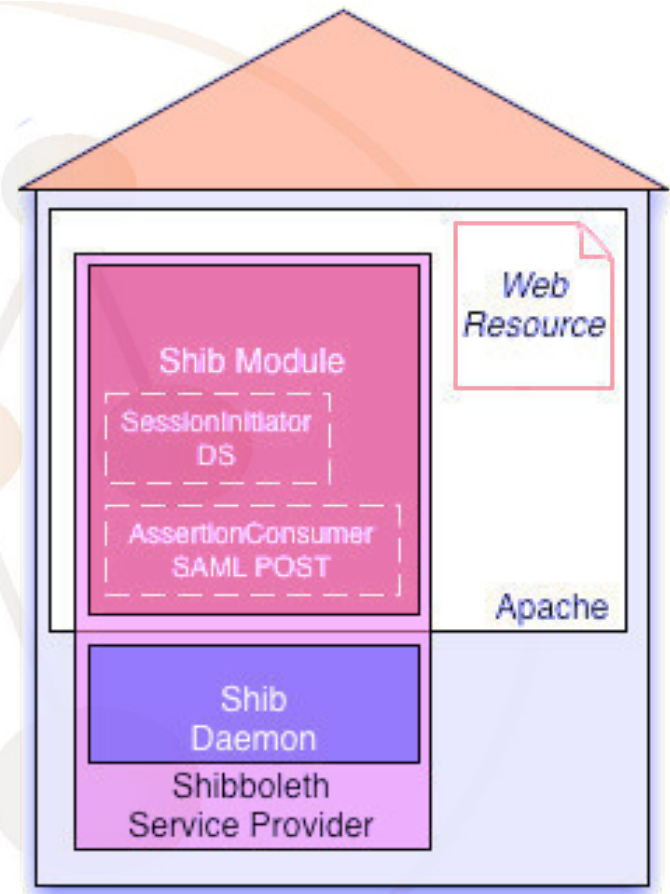 Web
Resource
Shib Module
SessionInitiator
DS
AssertionConsumer
SAML POST
Apache
Shib
Daemon
Shibboleth
Service Provider